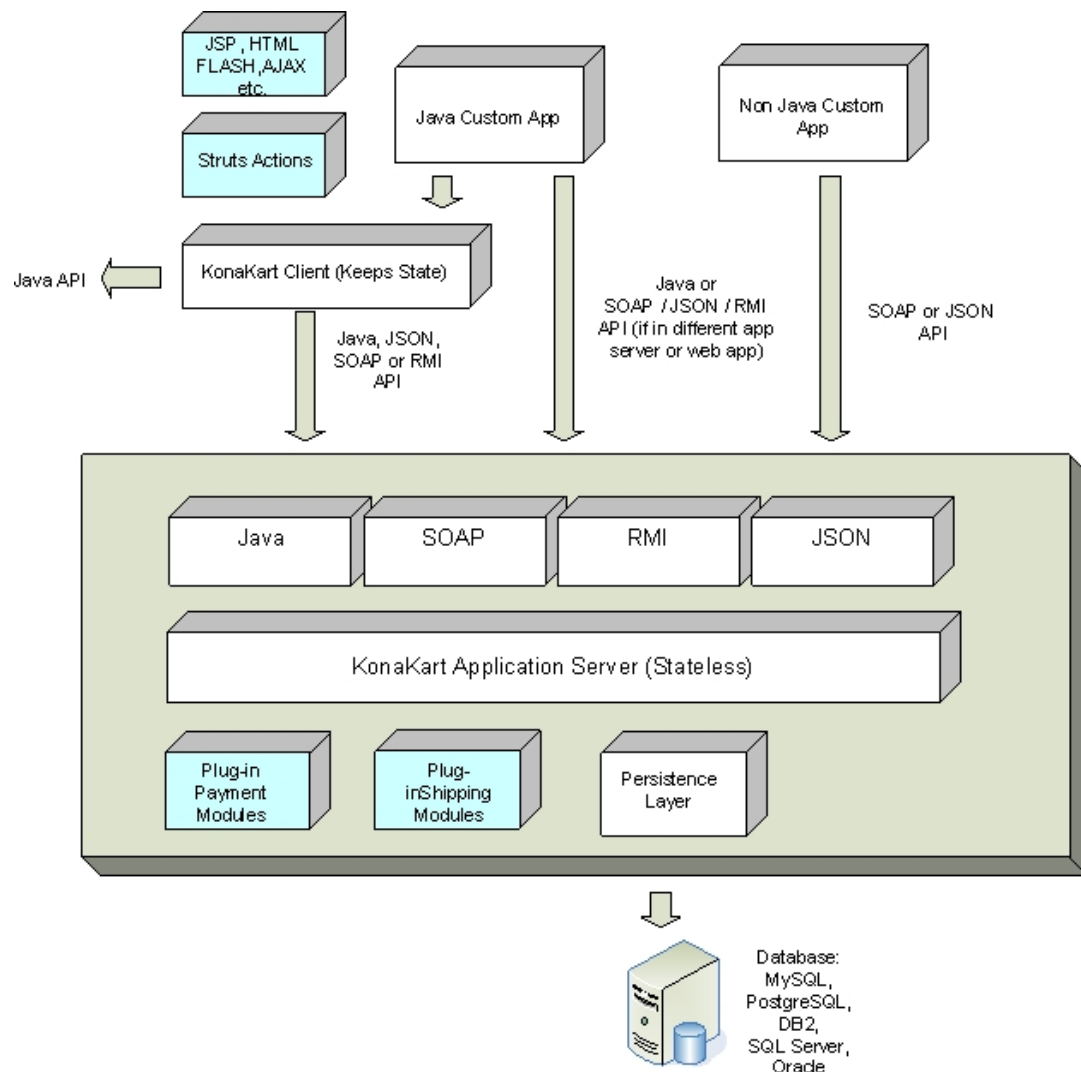 JSP , HTML
FLASH ,AJAX
etc.
Java Custom App
Non Java Custom
App
Struts Actions
KonaKart Client (Keeps State)
Java API
Java, JSON,
SOAP or RMI
API
Java or
SOAP / JSON / RMI
API (if in different app
server or web app)
SOAP or JSON
API
Java
SOAP
RMI
JSON
KonaKart Application Server (Stateless)
Plug-in
Payment
Modules
Plug-
inShipping
Modules
Persistence
Layer
Database:
MySQL,
PostgreSQL,
DB2,
SQL Server,
Oracle